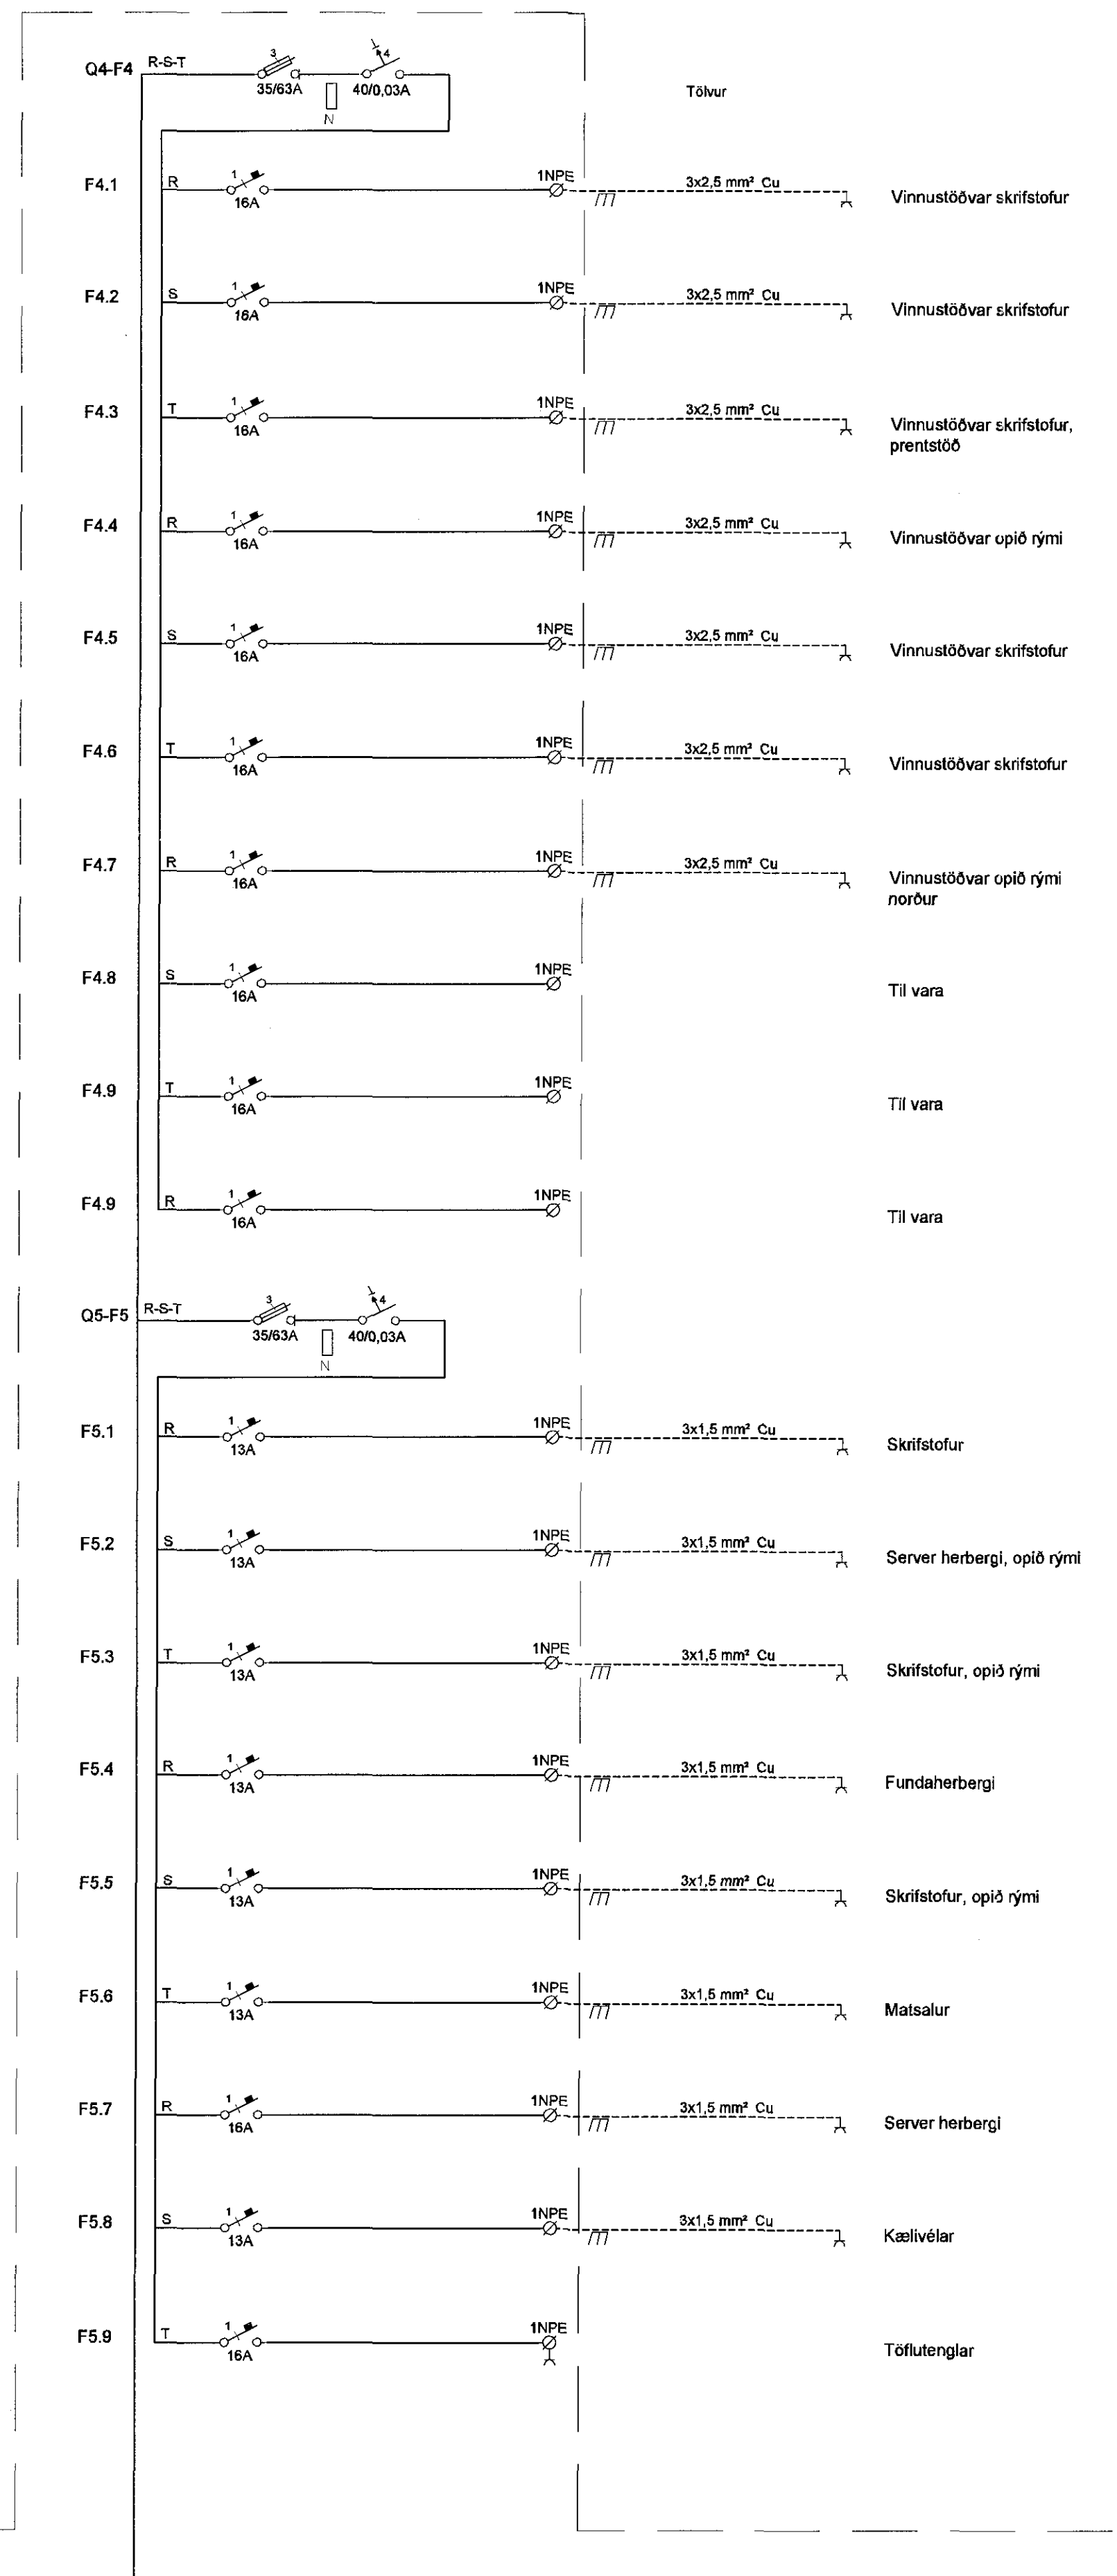 Q4-F4 R-S-T 3 4
35/63A 40/0,03A Tölvur
N
F4.1 R 1 16A 1NPE 3x2,5 mm² Cu Vinnustöðvar skrifstofur
F4.2 S 1 16A 1NPE 3x2,5 mm² Cu Vinnustöðvar skrifstofur
F4.3 T 1 16A 1NPE 3x2,5 mm² Cu Vinnustöðvar skrifstofur,
prentstöð
F4.4 R 1 16A 1NPE 3x2,5 mm² Cu Vinnustöðvar opið rými
F4.5 S 1 16A 1NPE 3x2,5 mm² Cu Vinnustöðvar skrifstofur
F4.6 T 1 16A 1NPE 3x2,5 mm² Cu Vinnustöðvar skrifstofur
F4.7 R 1 16A 1NPE 3x2,5 mm² Cu Vinnustöðvar opið rými
norður
F4.8 S 1 16A 1NPE Til vara
F4.9 T 1 16A 1NPE Til vara
F4.9 R 1 16A 1NPE Til vara
Q5-F5 R-S-T 3 4
35/63A 40/0,03A
N
F5.1 R 1 13A 1NPE 3x1,5 mm² Cu Skrifstofur
F5.2 S 1 13A 1NPE 3x1,5 mm² Cu Server herbergi, opið rými
F5.3 T 1 13A 1NPE 3x1,5 mm² Cu Skrifstofur, opið rými
F5.4 R 1 13A 1NPE 3x1,5 mm² Cu Fundaherbergi
F5.5 S 1 13A 1NPE 3x1,5 mm² Cu Skrifstofur, opið rými
F5.6 T 1 13A 1NPE 3x1,5 mm² Cu Matsalur
F5.7 R 1 16A 1NPE 3x1,5 mm² Cu Server herbergi
F5.8 S 1 13A 1NPE 3x1,5 mm² Cu Kælivélar
F5.9 T 1 16A 1NPE Töflutenglar